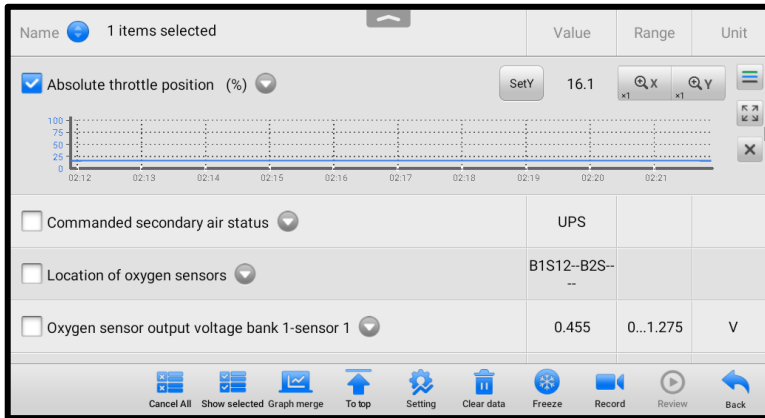 Name 1 items selected Value Range Unit
Absolute throttle position (%) SetY 16.1 ×1 X ×1 Y
100
75
50
25
0
02:12 02:13 02:14 02:15 02:16 02:17 02:18 02:19 02:20 02:21
Commanded secondary air status UPS
Location of oxygen sensors B1S12--B2S--
--
Oxygen sensor output voltage bank 1-sensor 1 0.455 0...1.275 V
Cancel All Show selected Graph merge To top Setting Clear data Freeze Record Review Back